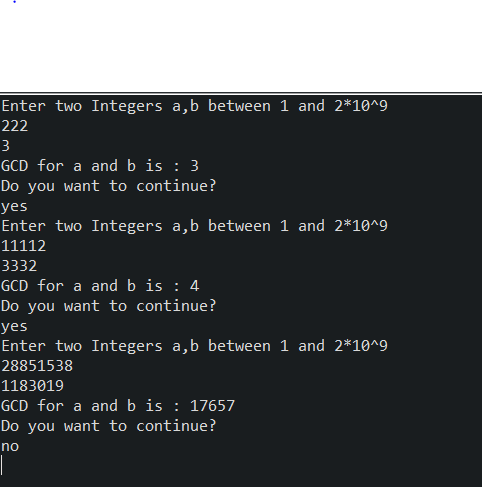 Enter two Integers a,b between 1 and 2*10^9
222
3
GCD for a and b is : 3
Do you want to continue?
yes
Enter two Integers a,b between 1 and 2*10^9
11112
3332
GCD for a and b is : 4
Do you want to continue?
yes
Enter two Integers a,b between 1 and 2*10^9
28851538
1183019
GCD for a and b is : 17657
Do you want to continue?
no